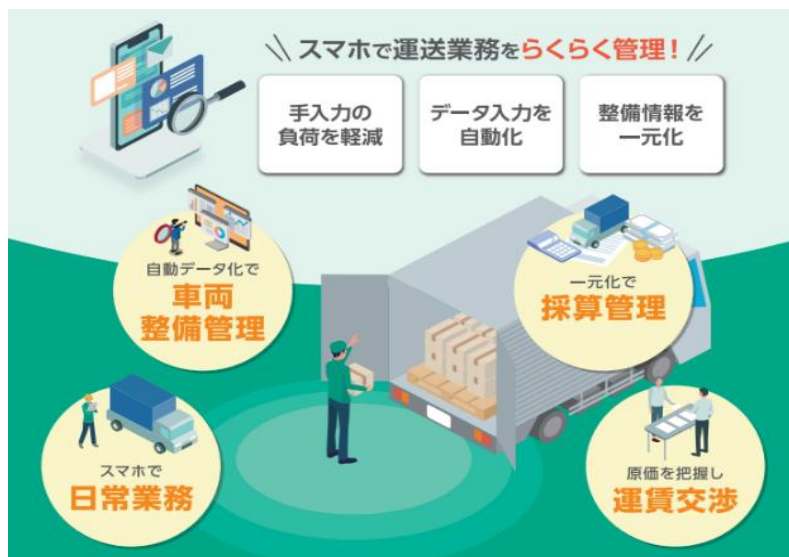 スマホで運送業務をらくらく管理！
手入力の
負荷を軽減
データ入力を
自動化
整備情報を
一元化
自動データ化で
車両
整備管理
一元化で
採算管理
スマホで
日常業務
原価を把握し
運賃交渉